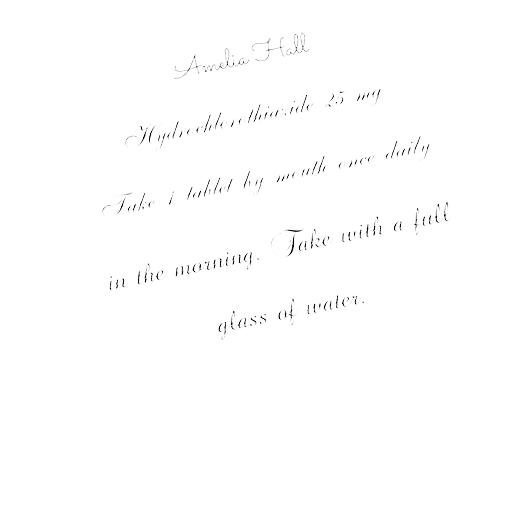 Amelia Hall
Hydrochlorothiazide 25 mg
Take 1 tablet by mouth once daily
in the morning. Take with a full
glass of water.